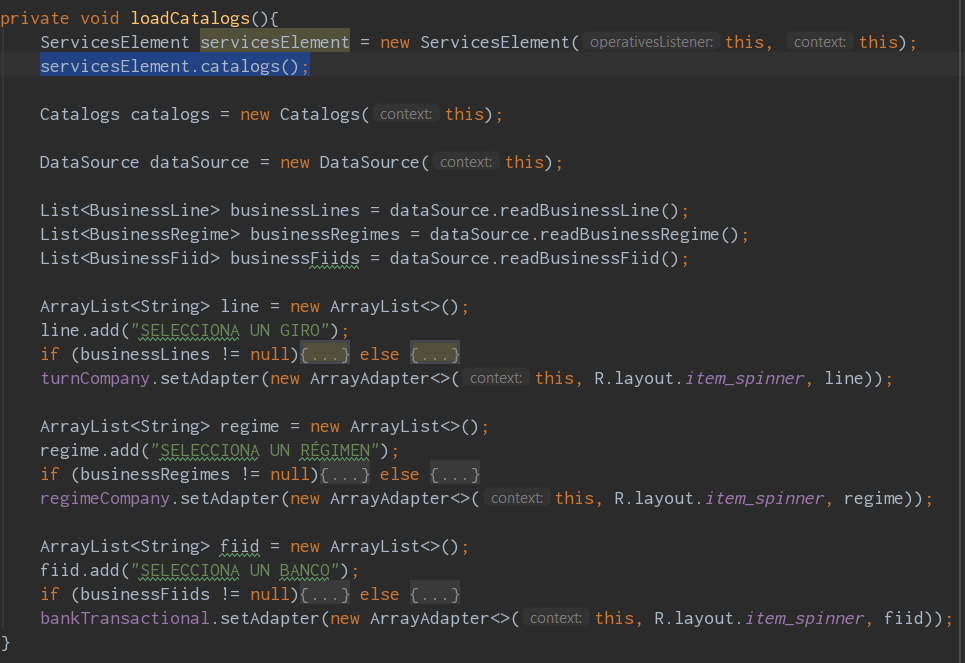 private void loadCatalogs(){
ServicesElement servicesElement = new ServicesElement( operativesListener: this, context: this);
servicesElement.catalogs();
Catalogs catalogs = new Catalogs( context: this);
DataSource dataSource = new DataSource( context: this);
List<BusinessLine> businessLines = dataSource.readBusinessLine();
List<BusinessRegime> businessRegimes = dataSource.readBusinessRegime();
List<BusinessFiid> businessFiids = dataSource.readBusinessFiid();
ArrayList<String> line = new ArrayList<>();
line.add("SELECCIONA UN GIRO");
if (businessLines != null){...} else {...}
turnCompany.setAdapter(new ArrayAdapter<>( context: this, R.layout.item_spinner, line));
ArrayList<String> regime = new ArrayList<>();
regime.add("SELECCIONA UN RÉGIMEN");
if (businessRegimes != null){...} else {...}
regimeCompany.setAdapter(new ArrayAdapter<>( context: this, R.layout.item_spinner, regime));
ArrayList<String> fiid = new ArrayList<>();
fiid.add("SELECCIONA UN BANCO");
if (businessFiids != null){...} else {...}
bankTransactional.setAdapter(new ArrayAdapter<>( context: this, R.layout.item_spinner, fiid));
}